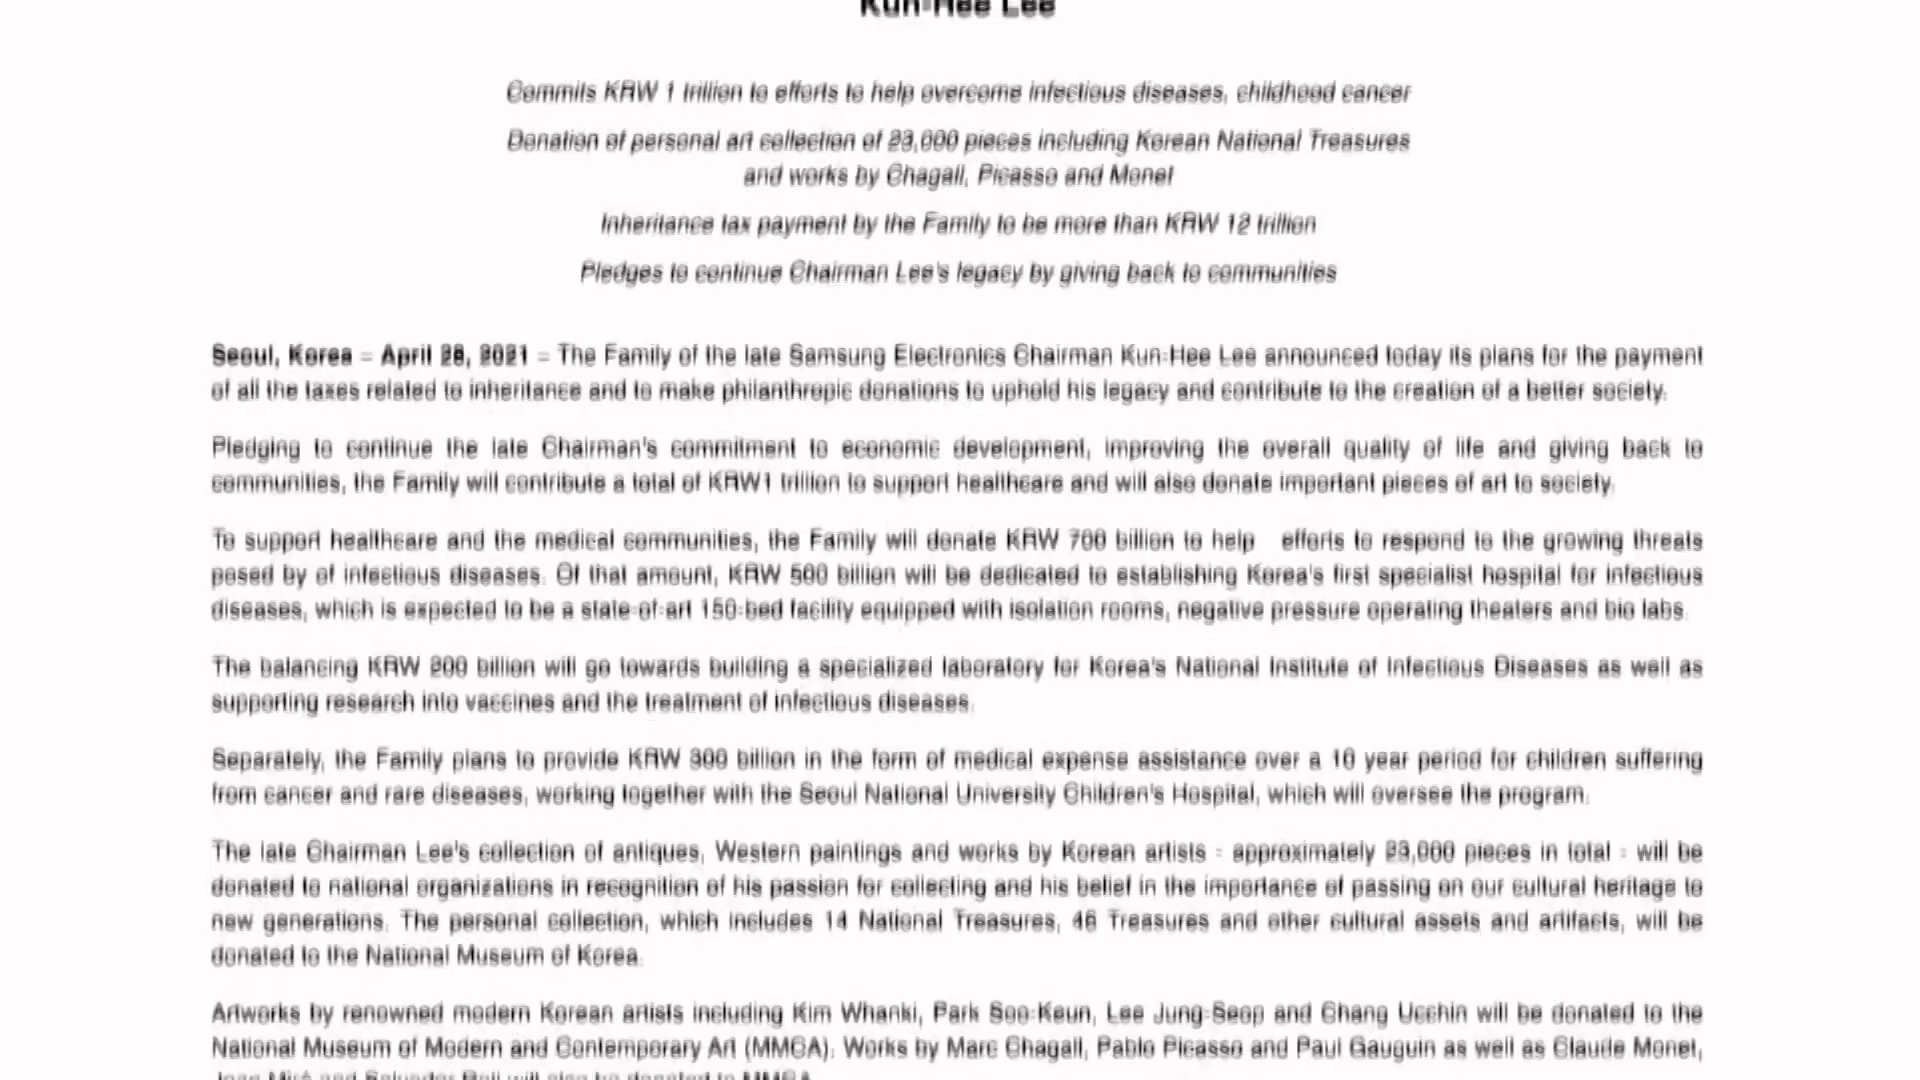 Kun-Hee Lee
Commits KRW 1 trillion to efforts to help overcome infectious diseases, childhood cancer
Donation of personal art collection of 23,000 pieces including Korean National Treasures
and works by Chagall, Picasso and Monet
Inheritance tax payment by the Family to be more than KRW 12 trillion
Pledges to continue Chairman Lee's legacy by giving back to communities
Seoul, Korea – April 28, 2021 – The Family of the late Samsung Electronics Chairman Kun-Hee Lee announced today its plans for the payment
of all the taxes related to inheritance and to make philanthropic donations to uphold his legacy and contribute to the creation of a better society.
Pledging to continue the late Chairman's commitment to economic development, improving the overall quality of life and giving back to
communities, the Family will contribute a total of KRW1 trillion to support healthcare and will also donate important pieces of art to society.
To support healthcare and the medical communities, the Family will donate KRW 700 billion to help efforts to respond to the growing threats
posed by of infectious diseases. Of that amount, KRW 500 billion will be dedicated to establishing Korea's first specialist hospital for infectious
diseases, which is expected to be a state-of-art 150-bed facility equipped with isolation rooms, negative pressure operating theaters and bio labs.
The balancing KRW 200 billion will go towards building a specialized laboratory for Korea's National Institute of Infectious Diseases as well as
supporting research into vaccines and the treatment of infectious diseases.
Separately, the Family plans to provide KRW 300 billion in the form of medical expense assistance over a 10 year period for children suffering
from cancer and rare diseases, working together with the Seoul National University Children's Hospital, which will oversee the program.
The late Chairman Lee's collection of antiques, Western paintings and works by Korean artists - approximately 23,000 pieces in total - will be
donated to national organizations in recognition of his passion for collecting and his belief in the importance of passing on our cultural heritage to
new generations. The personal collection, which includes 14 National Treasures, 46 Treasures and other cultural assets and artifacts, will be
donated to the National Museum of Korea.
Artworks by renowned modern Korean artists including Kim Whanki, Park Soo-Keun, Lee Jung-Seop and Chang Ucchin will be donated to the
National Museum of Modern and Contemporary Art (MMCA). Works by Marc Chagall, Pablo Picasso and Paul Gauguin as well as Claude Monet,
Joan Miró and Salvador Dali will also be donated to MMCA.